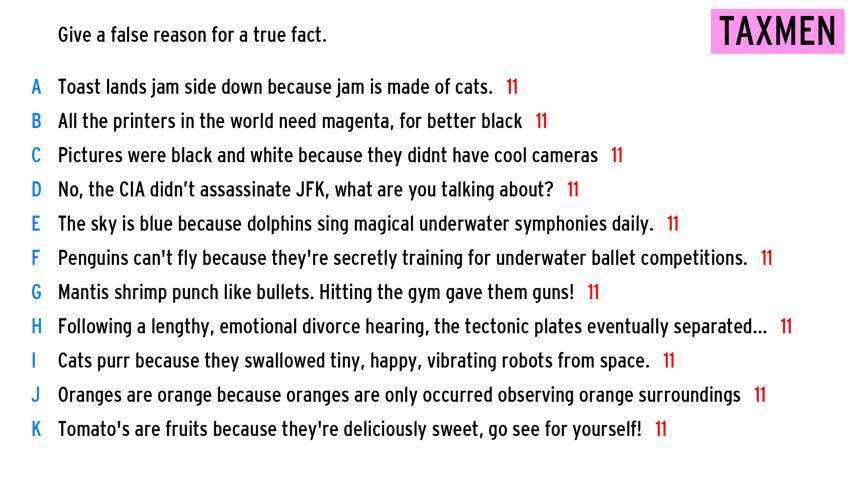 Give a false reason for a true fact.
TAXMEN
A Toast lands jam side down because jam is made of cats. 11
B All the printers in the world need magenta, for better black 11
C Pictures were black and white because they didnt have cool cameras 11
D No, the CIA didn't assassinate JFK, what are you talking about? 11
E The sky is blue because dolphins sing magical underwater symphonies daily. 11
F Penguins can't fly because they're secretly training for underwater ballet competitions. 11
G Mantis shrimp punch like bullets. Hitting the gym gave them guns! 11
H Following a lengthy, emotional divorce hearing, the tectonic plates eventually separated... 11
I Cats purr because they swallowed tiny, happy, vibrating robots from space. 11
J Oranges are orange because oranges are only occurred observing orange surroundings 11
K Tomato's are fruits because they're deliciously sweet, go see for yourself! 11